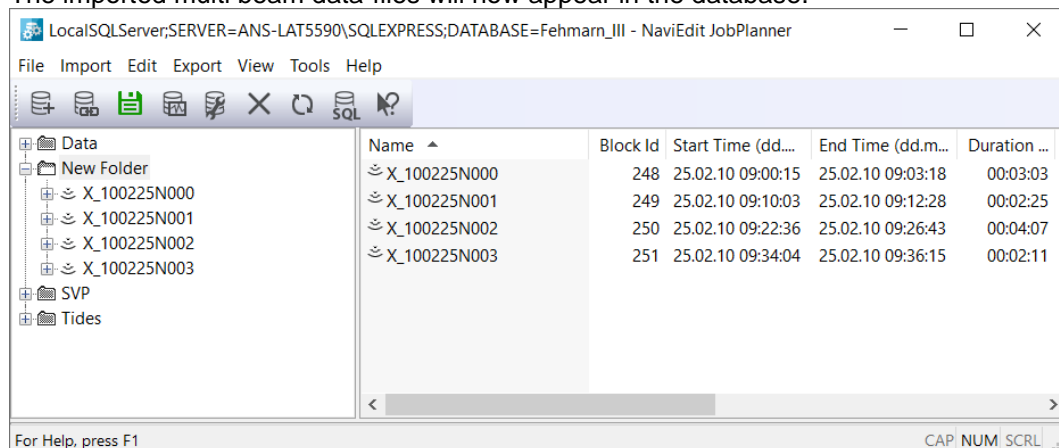 The imported multi beam data files will now appear in the database.
LocalSQLServer;SERVER=ANS-LAT5590\SQLEXPRESS;DATABASE=Fehmarn_III - NaviEdit JobPlanner
File Import Edit Export View Tools Help
SQL
Data
New Folder
X_100225N000
X_100225N001
X_100225N002
X_100225N003
SVP
Tides
Name Block Id Start Time (dd.... End Time (dd.m... Duration ...
X_100225N000 248 25.02.10 09:00:15 25.02.10 09:03:18 00:03:03
X_100225N001 249 25.02.10 09:10:03 25.02.10 09:12:28 00:02:25
X_100225N002 250 25.02.10 09:22:36 25.02.10 09:26:43 00:04:07
X_100225N003 251 25.02.10 09:34:04 25.02.10 09:36:15 00:02:11
For Help, press F1 CAP NUM SCRL